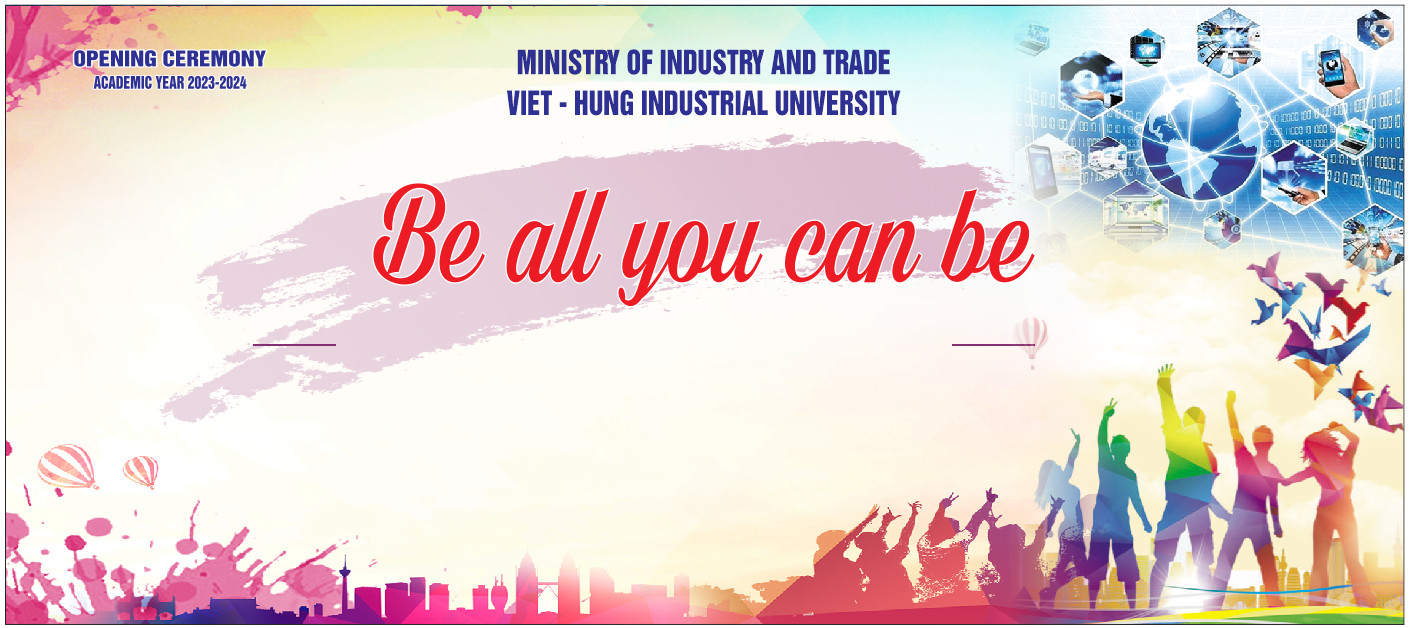 OPENING CEREMONY
ACADEMIC YEAR 2023-2024
MINISTRY OF INDUSTRY AND TRADE
VIET - HUNG INDUSTRIAL UNIVERSITY
Be all you can be